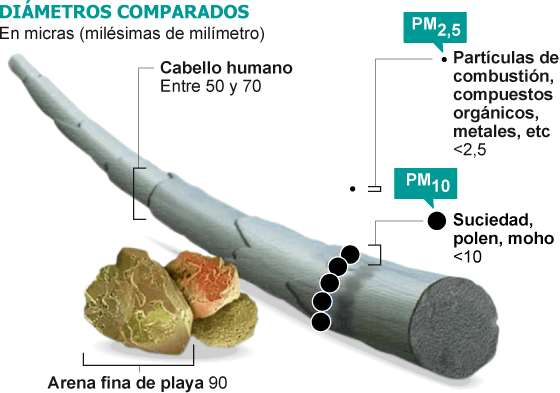 DIÁMETROS COMPARADOS
En micras (milésimas de milímetro)
Cabello humano
Entre 50 y 70
PM2,5
Partículas de
combustión,
compuestos
orgánicos,
metales, etc
<2,5
PM10
Suciedad,
polen, moho
<10
Arena fina de playa 90